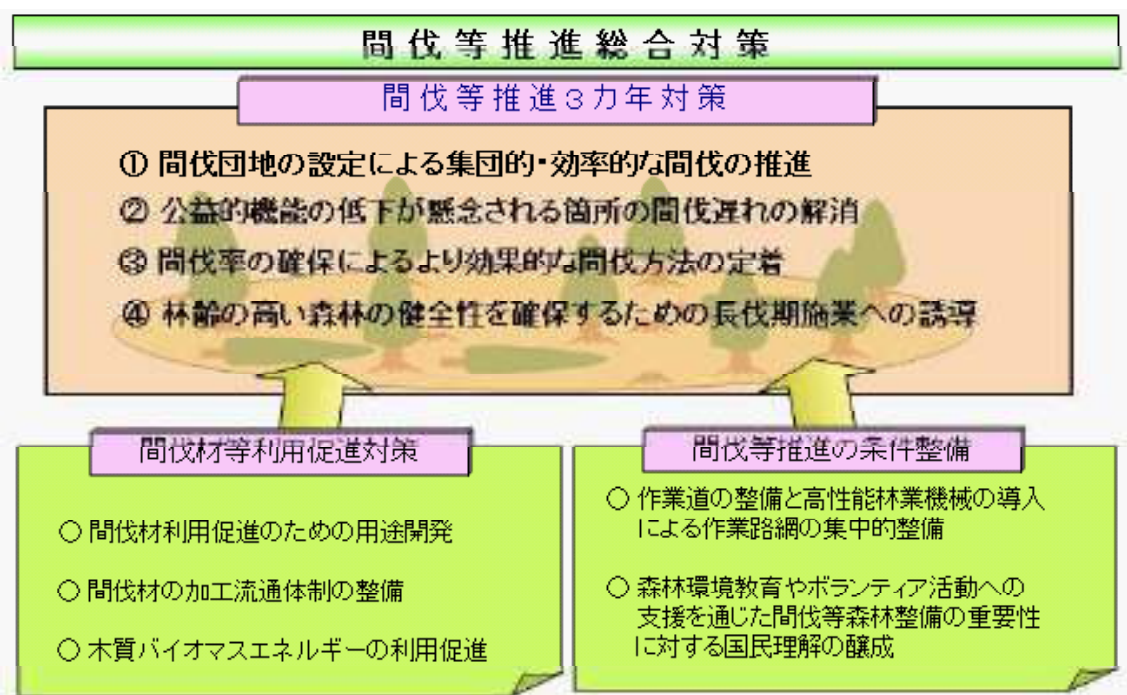 間伐等推進総合対策
間伐等推進3カ年対策
① 間伐団地の設定による集団的・効率的な間伐の推進
② 公益的機能の低下が懸念される箇所の間伐遅れの解消
③ 間伐率の確保によるより効果的な間伐方法の定着
④ 林齢の高い森林の健全性を確保するための長伐期施業への誘導
間伐材等利用促進対策
○ 間伐材利用促進のための用途開発
○ 間伐材の加工流通体制の整備
○ 木質バイオマスエネルギーの利用促進
間伐等推進の条件整備
○ 作業道の整備と高性能林業機械の導入
による作業路網の集中的整備
○ 森林環境教育やボランティア活動への
支援を通じた間伐等森林整備の重要性
に対する国民理解の醸成